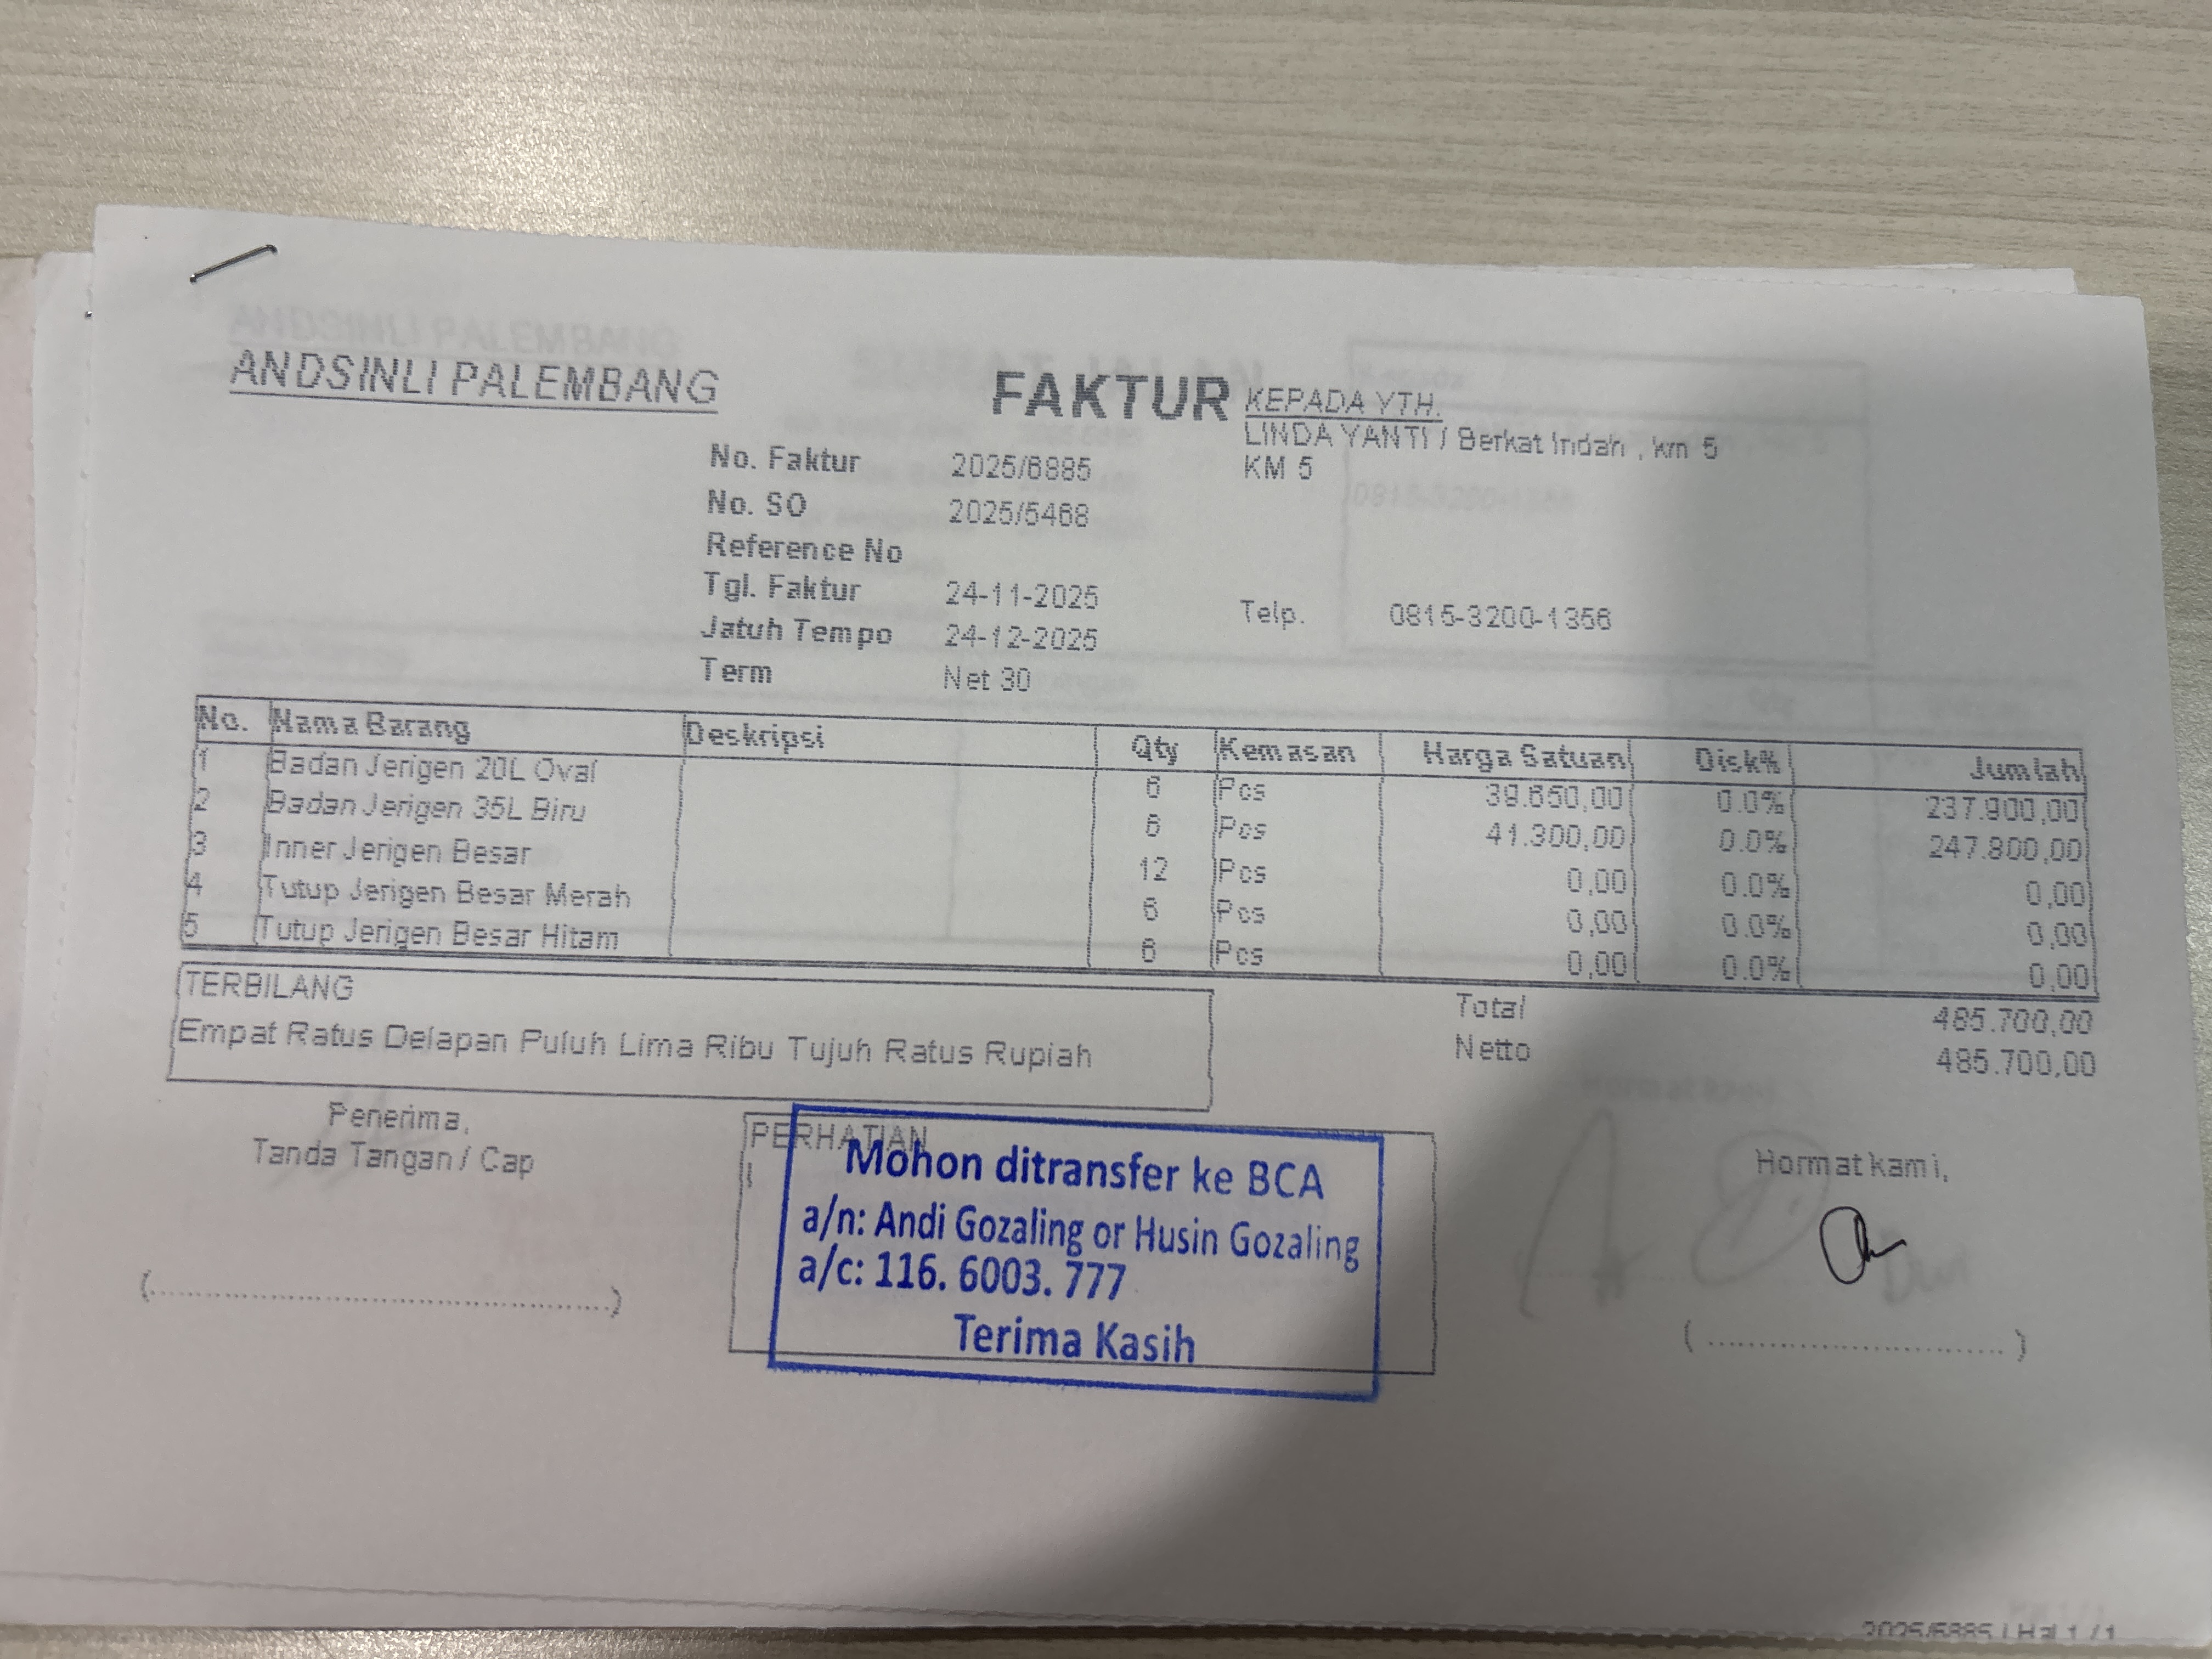 ANDSINLI PALEMBANG
FAKTUR
KEPADA YTH.
LINDA YANTI / Berkat Indah , km 5
KM 5
No. Faktur 2025/6885
No. SO 2025/5468
Reference No
Tgl. Faktur 24-11-2025
Jatuh Tempo 24-12-2025
Term Net 30
Telp. 0815-3200-1356
No. Nama Barang Deskripsi Qty Kemasan Harga Satuan Disk% Jumlah
1 Badan Jerigen 20L Oval 6 Pcs 39.650,00 0.0% 237.900,00
2 Badan Jerigen 35L Biru 6 Pcs 41.300,00 0.0% 247.800,00
3 Inner Jerigen Besar 12 Pcs 0,00 0.0% 0,00
4 Tutup Jerigen Besar Merah 6 Pcs 0,00 0.0% 0,00
5 Tutup Jerigen Besar Hitam 6 Pcs 0,00 0.0% 0,00
TERBILANG
Empat Ratus Delapan Puluh Lima Ribu Tujuh Ratus Rupiah
Total 485.700,00
Netto 485.700,00
Penerima,
Tanda Tangan / Cap
(..................................................)
PERHATIAN
Mohon ditransfer ke BCA
a/n: Andi Gozaling or Husin Gozaling
a/c: 116. 6003. 777
Terima Kasih
Hormat kami,
( ................................ )
2025/6885 | Hal 1 / 1